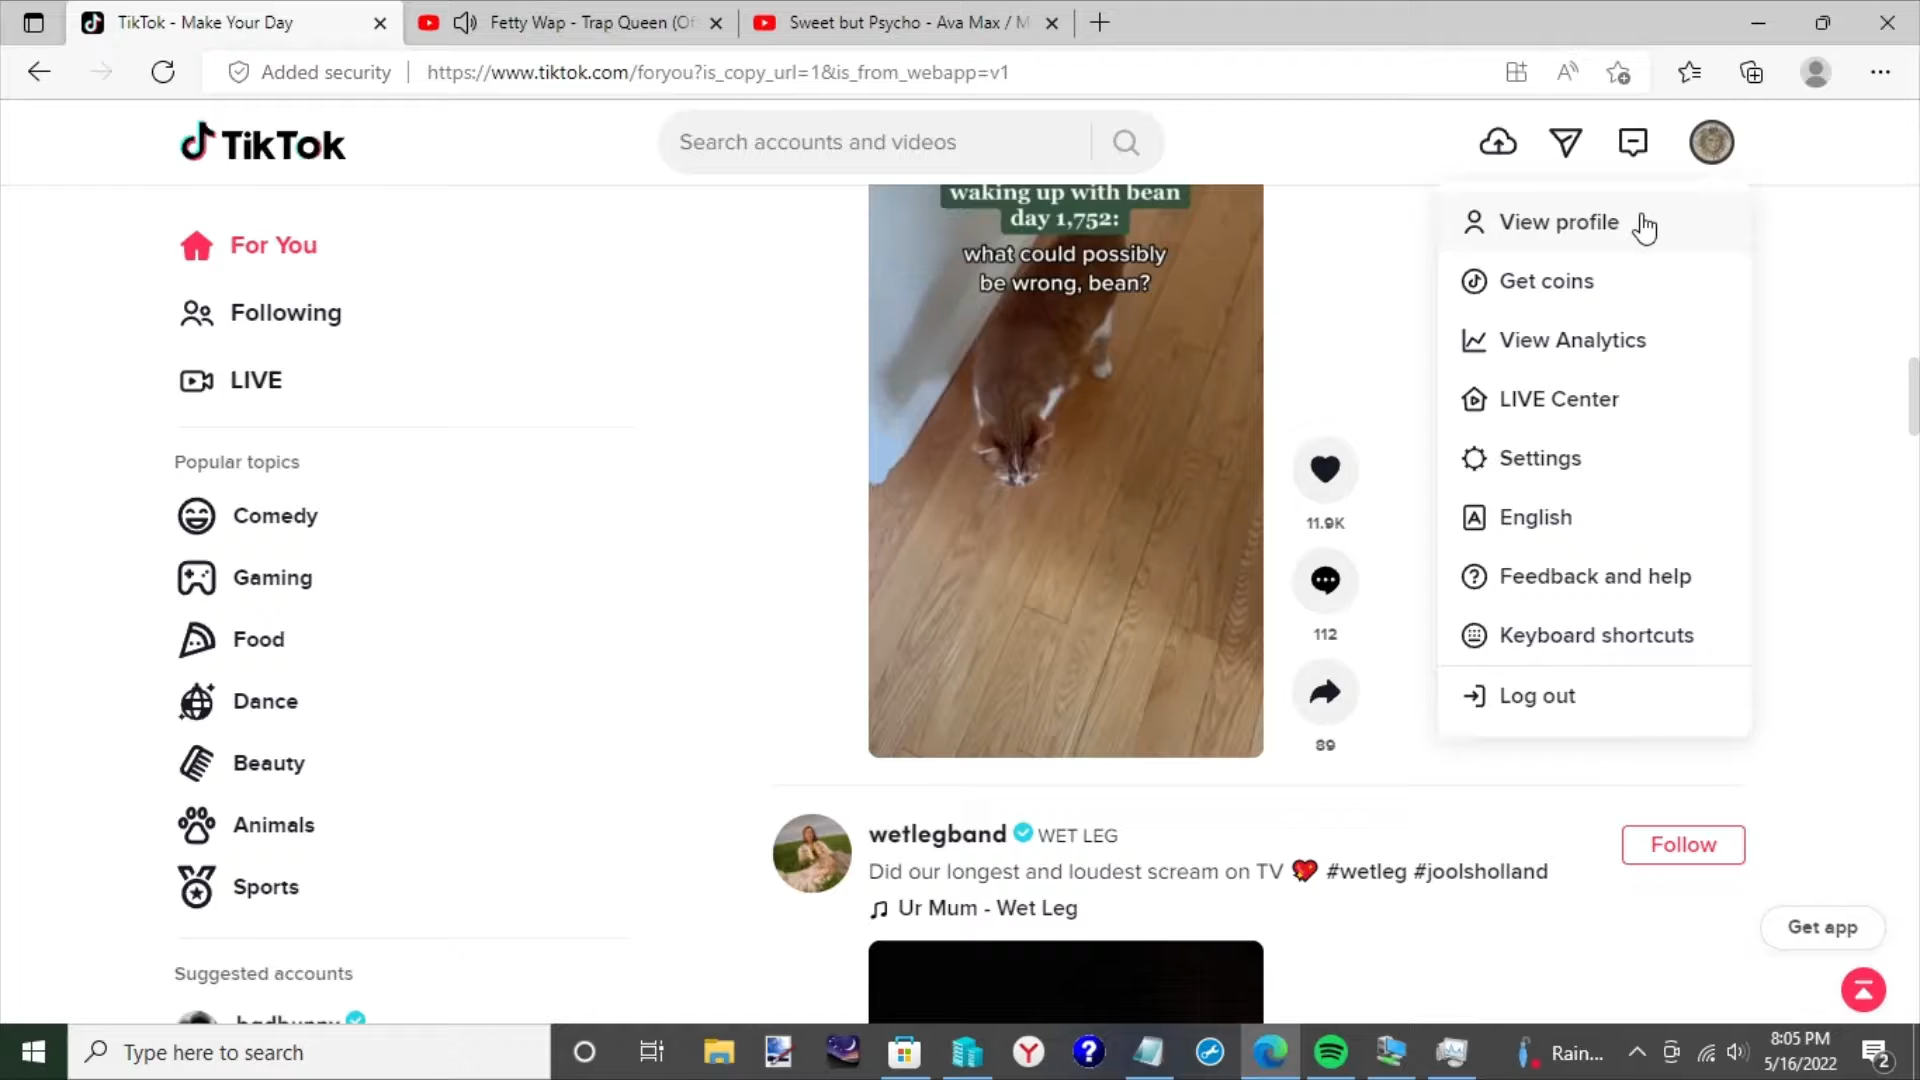 TikTok - Make Your Day
Fetty Wap - Trap Queen (Of
Sweet but Psycho - Ava Max / M
Added security
https://www.tiktok.com/foryou?is_copy_url=1&is_from_webapp=v1
TikTok
Search accounts and videos
For You
Following
LIVE
Popular topics
Comedy
Gaming
Food
Dance
Beauty
Animals
Sports
Suggested accounts
badbunny
waking up with bean
day 1,752:
what could possibly
be wrong, bean?
11.9K
112
89
View profile
Get coins
View Analytics
LIVE Center
Settings
English
Feedback and help
Keyboard shortcuts
Log out
wetlegband WET LEG
Did our longest and loudest scream on TV 💖 #wetleg #joolsholland
Ur Mum - Wet Leg
Follow
Get app
Type here to search
Rain...
8:05 PM
5/16/2022
2